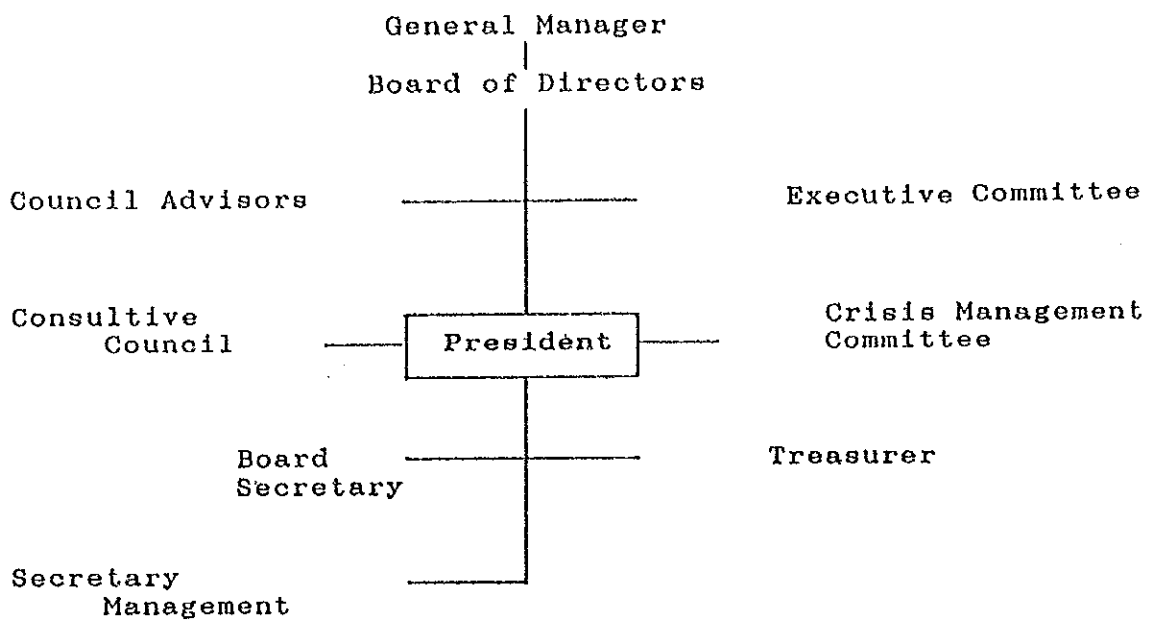 General Manager
Board of Directors
Council Advisors
Executive Committee
Consultive
Council
President
Crisis Management
Committee
Board
Secretary
Treasurer
Secretary
Management